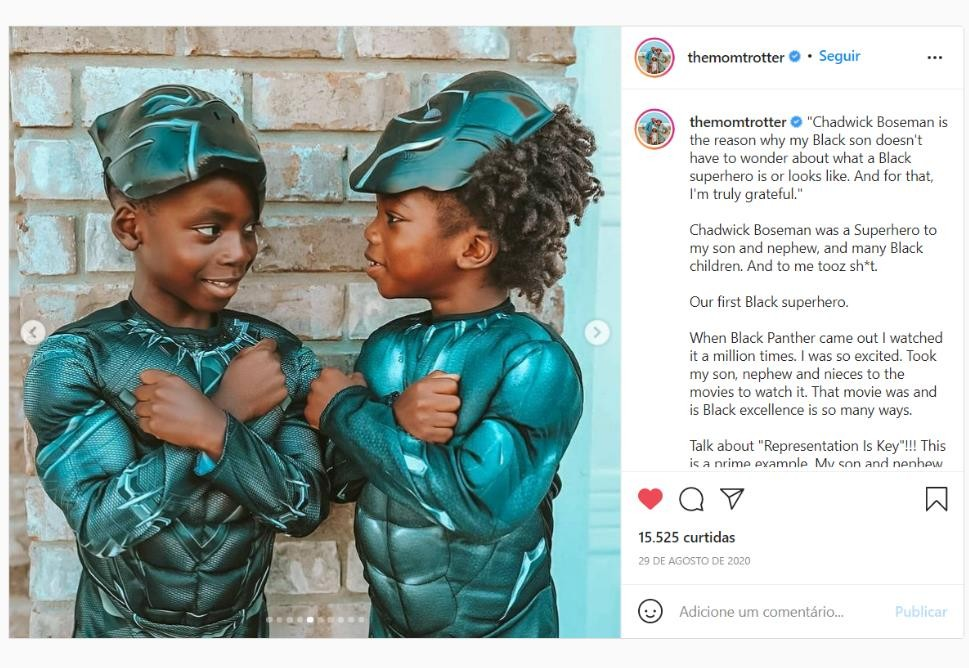 themomtrotter • Seguir
themomtrotter "Chadwick Boseman is
the reason why my Black son doesn't
have to wonder about what a Black
superhero is or looks like. And for that,
I'm truly grateful."
Chadwick Boseman was a Superhero to
my son and nephew, and many Black
children. And to me tooz sh*t.
Our first Black superhero.
When Black Panther came out I watched
it a million times. I was so excited. Took
my son, nephew and nieces to the
movies to watch it. That movie was and
is Black excellence is so many ways.
Talk about "Representation Is Key"!!! This
is a prime example. My son and nephew
15.525 curtidas
29 DE AGOSTO DE 2020
Adicione um comentário... Publicar